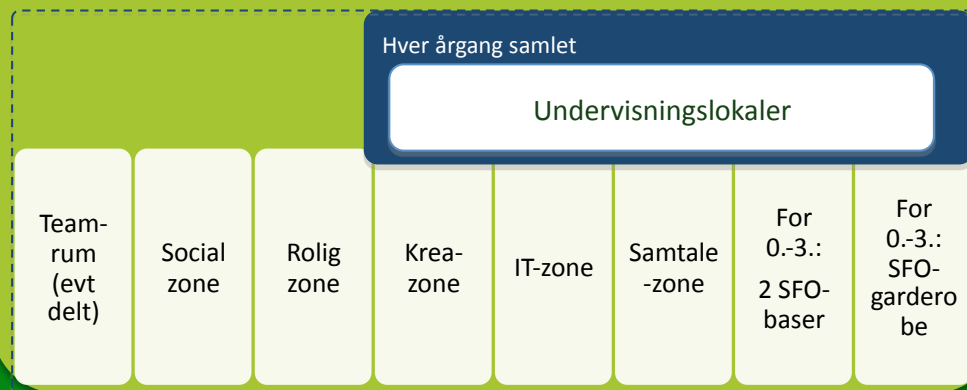 Hver årgang samlet
Undervisningslokaler
Team-
rum
(evt
delt)
Social
zone
Rolig
zone
Krea-
zone
IT-zone
Samtale
-zone
For
0.-3.:
2 SFO-
baser
For
0.-3.:
SFO-
gardero
be